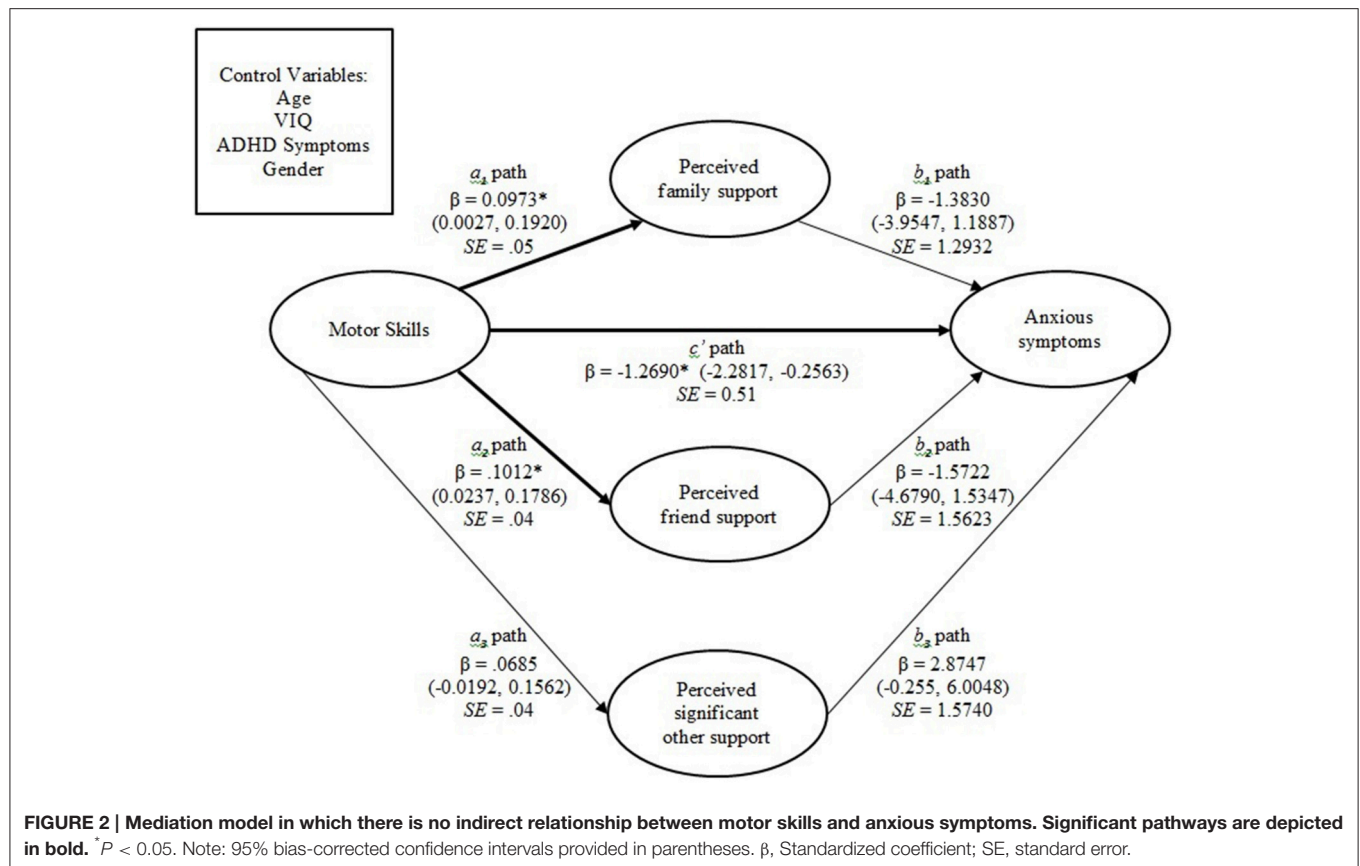 Control Variables:
Age
VIQ
ADHD Symptoms
Gender
a₁ path
β = 0.0973*
(0.0027, 0.1920)
SE = .05
Perceived
family support
b₁ path
β = -1.3830
(-3.9547, 1.1887)
SE = 1.2932
Motor Skills
Anxious
symptoms
c' path
β = -1.2690* (-2.2817, -0.2563)
SE = 0.51
a₂ path
β = .1012*
(0.0237, 0.1786)
SE = .04
Perceived
friend support
b₂ path
β = -1.5722
(-4.6790, 1.5347)
SE = 1.5623
a₃ path
β = .0685
(-0.0192, 0.1562)
SE = .04
Perceived
significant
other support
b₃ path
β = 2.8747
(-0.255, 6.0048)
SE = 1.5740
FIGURE 2 | Mediation model in which there is no indirect relationship between motor skills and anxious symptoms. Significant pathways are depicted
in bold. *P < 0.05. Note: 95% bias-corrected confidence intervals provided in parentheses. β, Standardized coefficient; SE, standard error.